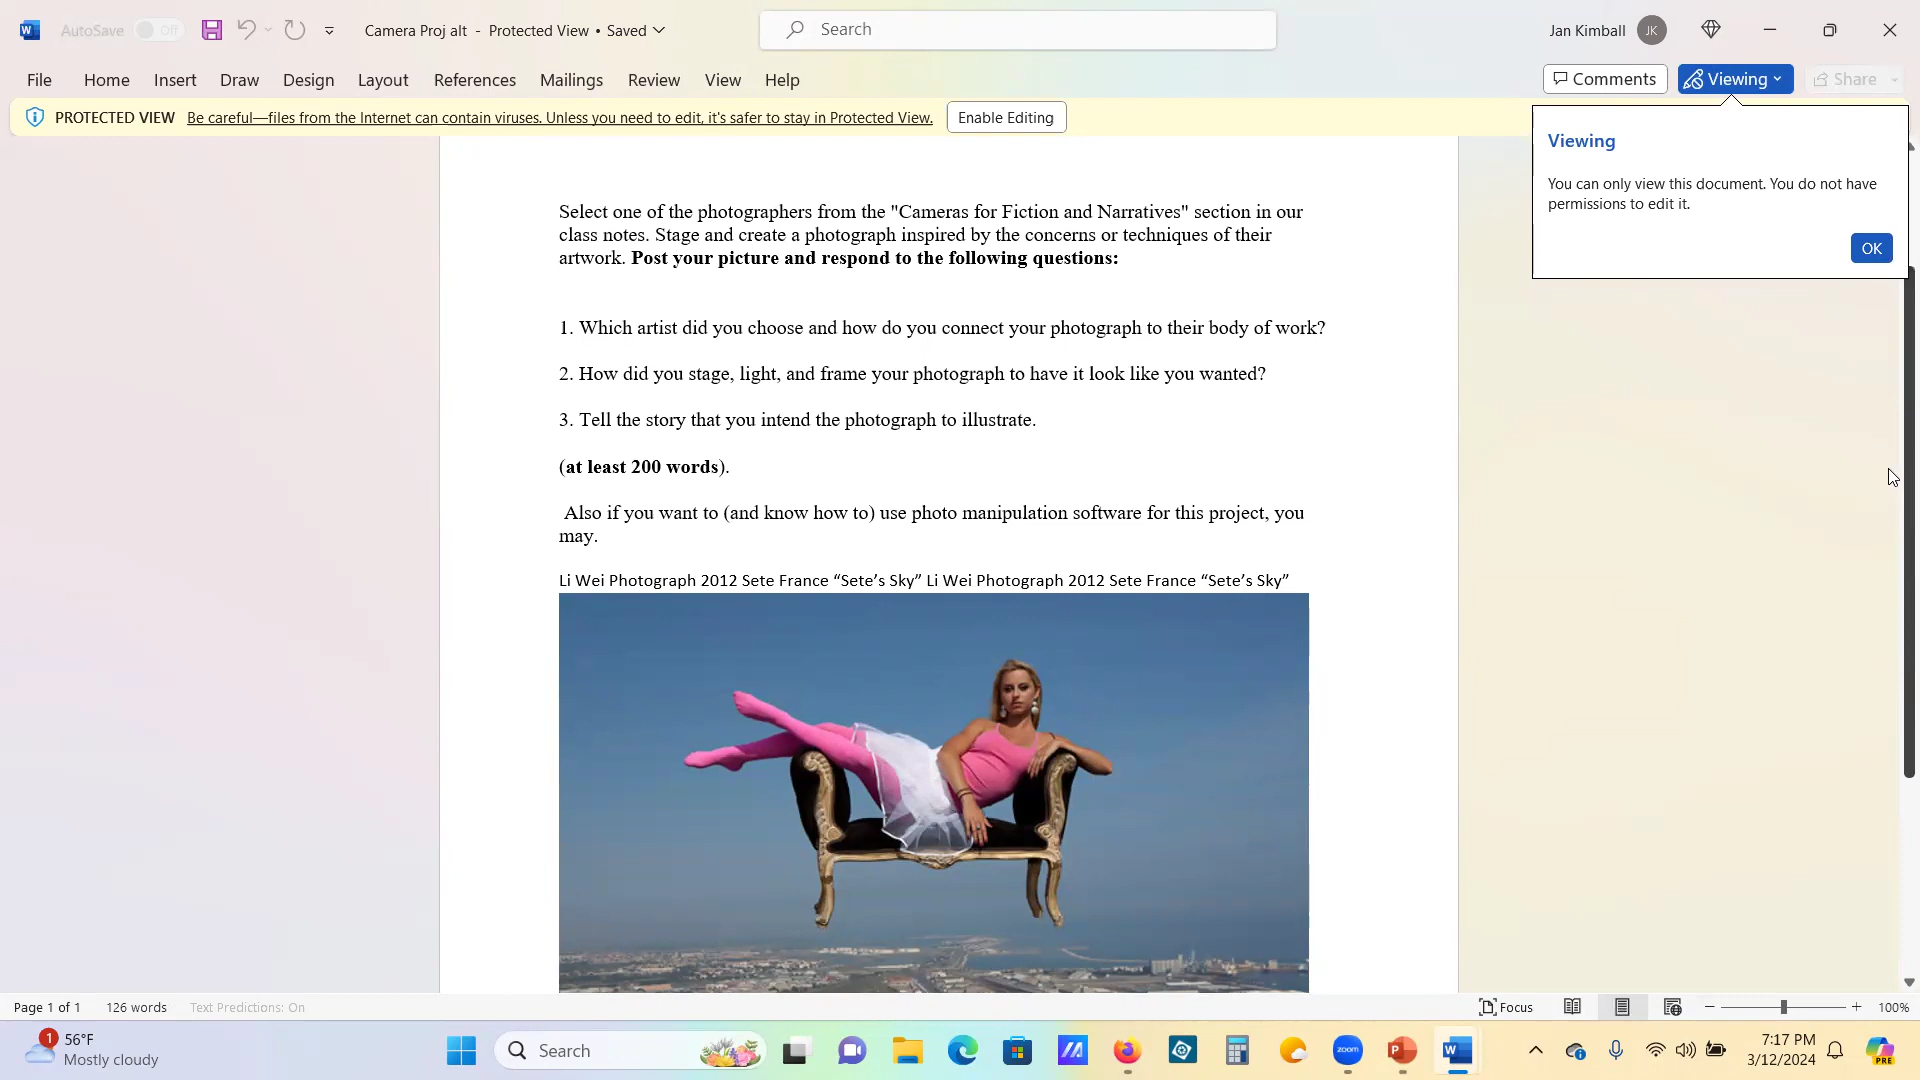 AutoSave Off Camera Proj alt - Protected View • Saved Search Jan Kimball JK
File Home Insert Draw Design Layout References Mailings Review View Help Comments Viewing Share
PROTECTED VIEW Be careful—files from the Internet can contain viruses. Unless you need to edit, it's safer to stay in Protected View. Enable Editing
Viewing
You can only view this document. You do not have
permissions to edit it.
OK
Select one of the photographers from the "Cameras for Fiction and Narratives" section in our
class notes. Stage and create a photograph inspired by the concerns or techniques of their
artwork. Post your picture and respond to the following questions:
1. Which artist did you choose and how do you connect your photograph to their body of work?
2. How did you stage, light, and frame your photograph to have it look like you wanted?
3. Tell the story that you intend the photograph to illustrate.
(at least 200 words).
Also if you want to (and know how to) use photo manipulation software for this project, you
may.
Li Wei Photograph 2012 Sete France “Sete’s Sky” Li Wei Photograph 2012 Sete France “Sete’s Sky”
Page 1 of 1 126 words Text Predictions: On Focus 100%
1 56°F
Mostly cloudy
Search
zoom
P
W
7:17 PM
3/12/2024
PRE